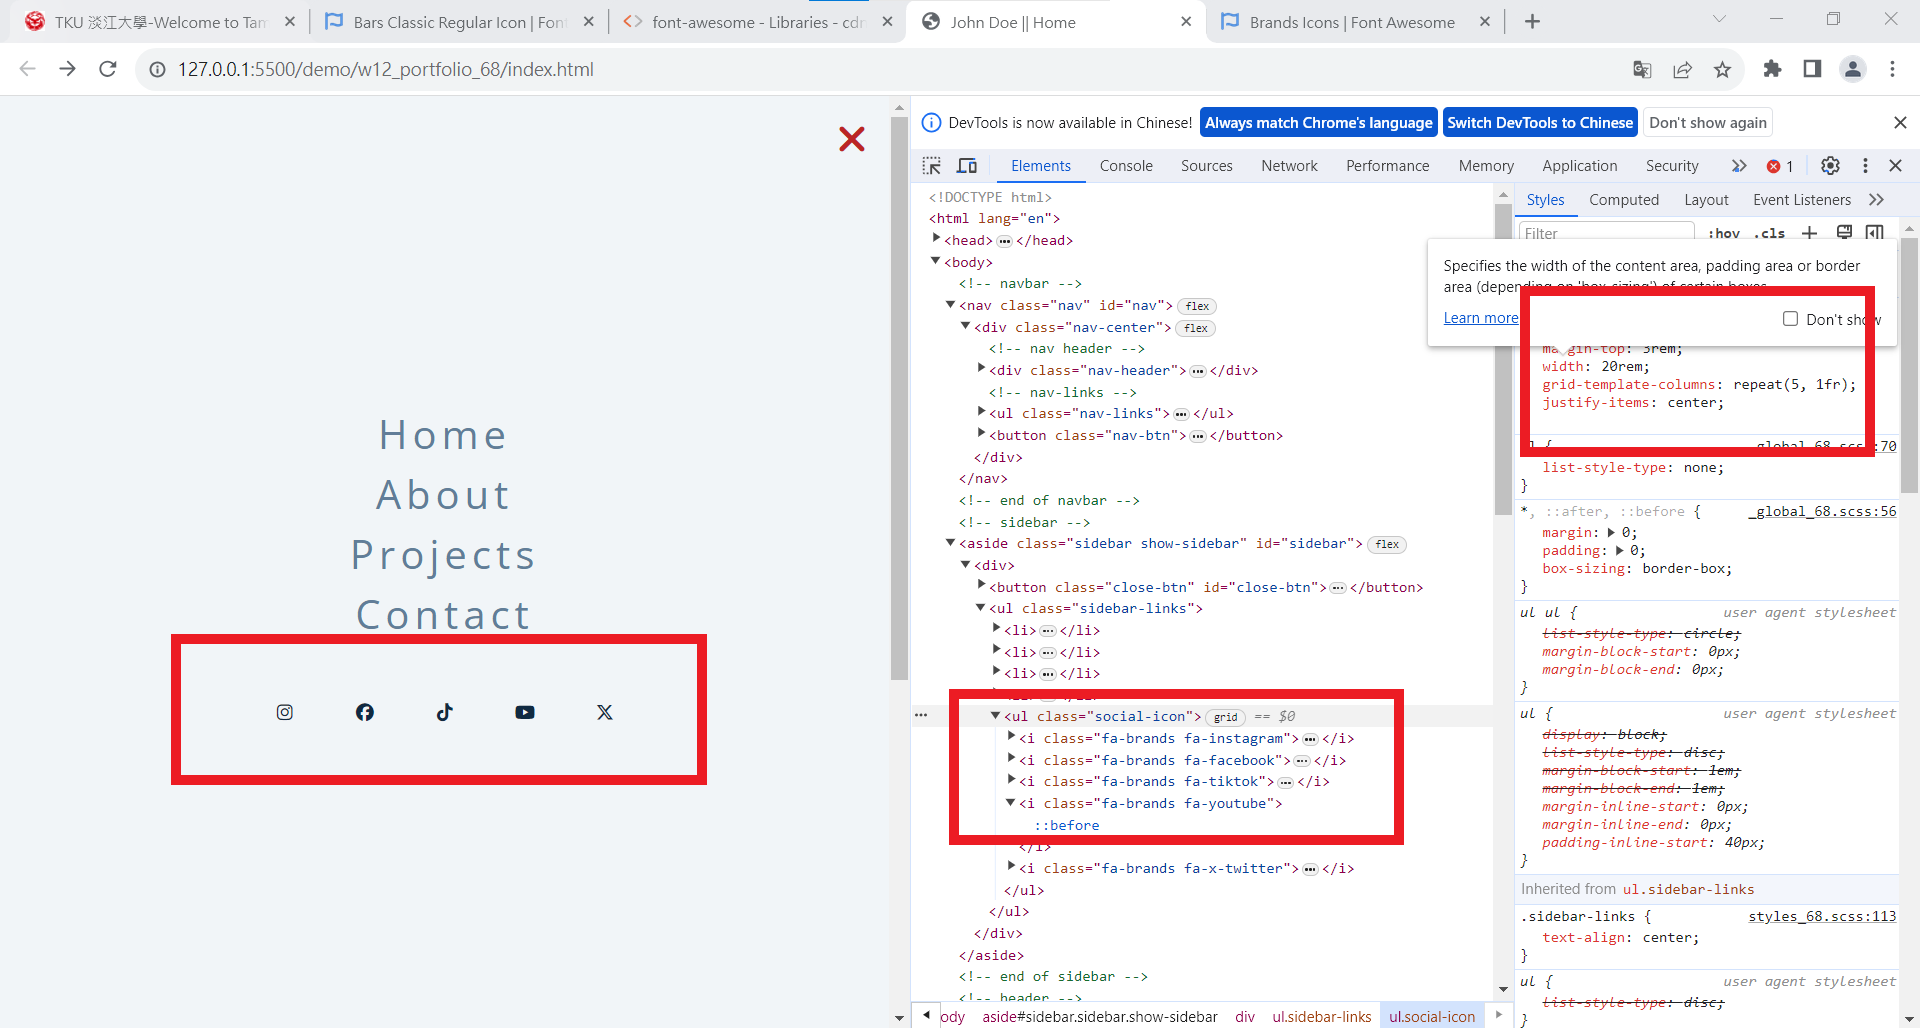 TKU 淡江大學-Welcome to Tam
Bars Classic Regular Icon | Font
font-awesome - Libraries - cdn
John Doe || Home
Brands Icons | Font Awesome
127.0.0.1:5500/demo/w12_portfolio_68/index.html
Home
About
Projects
Contact
DevTools is now available in Chinese!
Always match Chrome's language
Switch DevTools to Chinese
Don't show again
Elements
Console
Sources
Network
Performance
Memory
Application
Security
1
<!DOCTYPE html>
<html lang="en">
<head> ••• </head>
<body>
<!-- navbar -->
<nav class="nav" id="nav"> flex
<div class="nav-center"> flex
<!-- nav header -->
<div class="nav-header"> ••• </div>
<!-- nav-links -->
<ul class="nav-links"> ••• </ul>
<button class="nav-btn"> ••• </button>
</div>
</nav>
<!-- end of navbar -->
<!-- sidebar -->
<aside class="sidebar show-sidebar" id="sidebar"> flex
<div>
<button class="close-btn" id="close-btn"> ••• </button>
<ul class="sidebar-links">
<li> ••• </li>
<li> ••• </li>
<li> ••• </li>
<ul class="social-icon"> grid == $0
<i class="fa-brands fa-instagram"> ••• </i>
<i class="fa-brands fa-facebook"> ••• </i>
<i class="fa-brands fa-tiktok"> ••• </i>
<i class="fa-brands fa-youtube">
::before
</i>
<i class="fa-brands fa-x-twitter"> ••• </i>
</ul>
</ul>
</div>
</aside>
<!-- end of sidebar -->
<!-- header -->
ody aside#sidebar.sidebar.show-sidebar div ul.sidebar-links ul.social-icon
Styles
Computed
Layout
Event Listeners
Filter
:hov .cls
Specifies the width of the content area, padding area or border
area (depending on 'box-sizing') of certain boxes.
Learn more
Don't show
margin-top: 3rem;
width: 20rem;
grid-template-columns: repeat(5, 1fr);
justify-items: center;
_global_68.scss:70
list-style-type: none;
}
*, ::after, ::before { _global_68.scss:56
margin: 0;
padding: 0;
box-sizing: border-box;
}
ul ul { user agent stylesheet
list-style-type: circle;
margin-block-start: 0px;
margin-block-end: 0px;
}
ul { user agent stylesheet
display: block;
list-style-type: disc;
margin-block-start: 1em;
margin-block-end: 1em;
margin-inline-start: 0px;
margin-inline-end: 0px;
padding-inline-start: 40px;
}
Inherited from ul.sidebar-links
.sidebar-links { styles_68.scss:113
text-align: center;
}
ul { user agent stylesheet
list-style-type: disc;
}